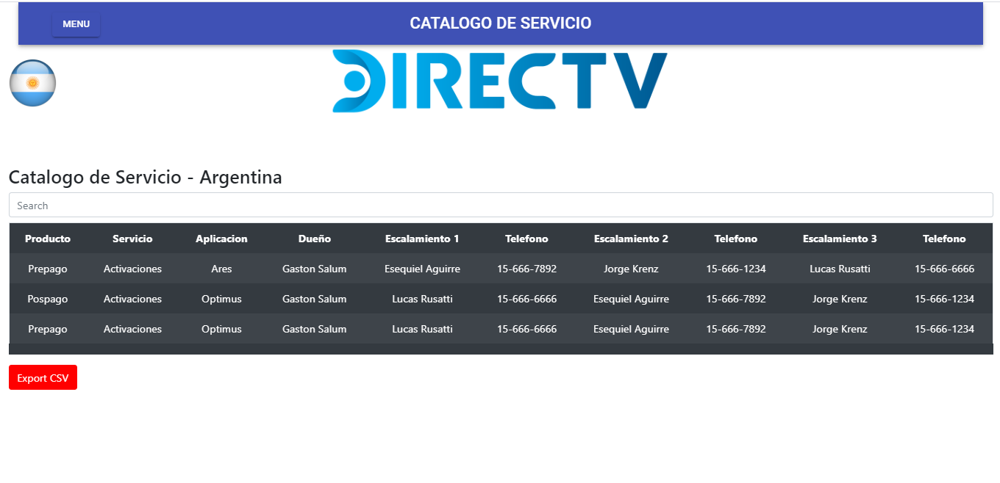 MENU
CATALOGO DE SERVICIO
DIRECTV
Catalogo de Servicio - Argentina
Search
Producto Servicio Aplicacion Dueño Escalamiento 1 Telefono Escalamiento 2 Telefono Escalamiento 3 Telefono
Prepago Activaciones Ares Gaston Salum Esequiel Aguirre 15-666-7892 Jorge Krenz 15-666-1234 Lucas Rusatti 15-666-6666
Pospago Activaciones Optimus Gaston Salum Lucas Rusatti 15-666-6666 Esequiel Aguirre 15-666-7892 Jorge Krenz 15-666-1234
Prepago Activaciones Optimus Gaston Salum Lucas Rusatti 15-666-6666 Esequiel Aguirre 15-666-7892 Jorge Krenz 15-666-1234
Export CSV